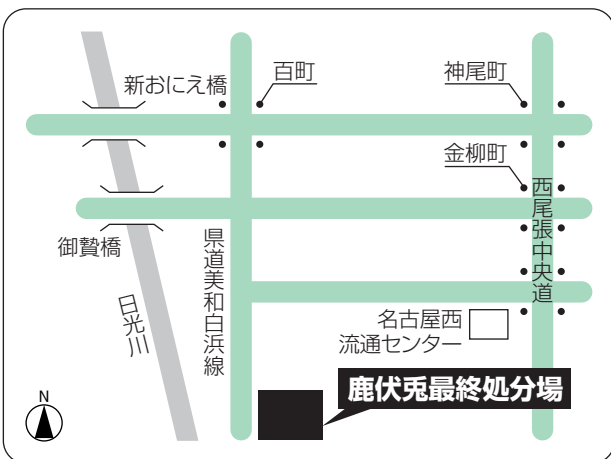 新おにえ橋
百町
神尾町
金柳町
西尾張中央道
御贄橋
県道美和白浜線
日光川
名古屋西
流通センター
鹿伏兎最終処分場
N